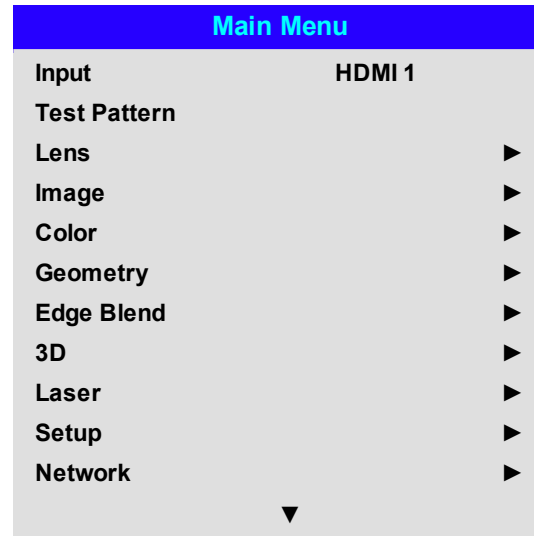 Main Menu
Input HDMI 1
Test Pattern
Lens ►
Image ►
Color ►
Geometry ►
Edge Blend ►
3D ►
Laser ►
Setup ►
Network ►
▼